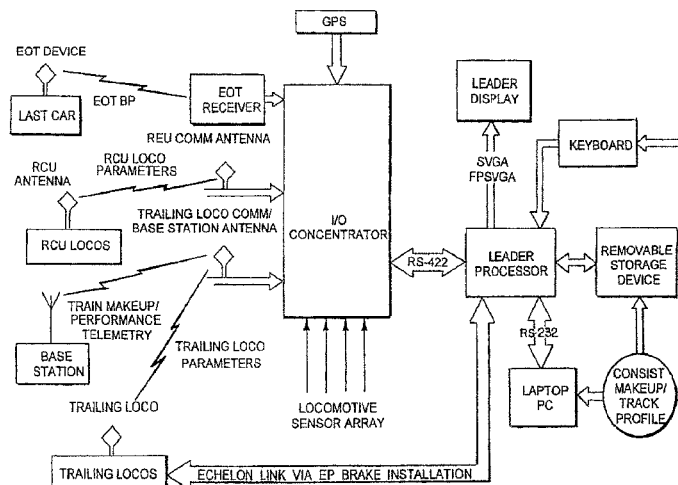 GPS
EOT DEVICE
LAST CAR
EOT BP
EOT
RECEIVER
REU COMM ANTENNA
LEADER
DISPLAY
SVGA
FPSVGA
KEYBOARD
RCU
ANTENNA
RCU LOCO
PARAMETERS
RCU LOCOS
TRAILING LOCO COMM/
BASE STATION ANTENNA
I/O
CONCENTRATOR
RS-422
LEADER
PROCESSOR
REMOVABLE
STORAGE
DEVICE
TRAIN MAKEUP/
PERFORMANCE
TELEMETRY
BASE
STATION
TRAILING LOCO
PARAMETERS
RS-232
LAPTOP
PC
CONSIST
MAKEUP/
TRACK
PROFILE
LOCOMOTIVE
SENSOR ARRAY
TRAILING LOCO
TRAILING LOCOS
ECHELON LINK VIA EP BRAKE INSTALLATION